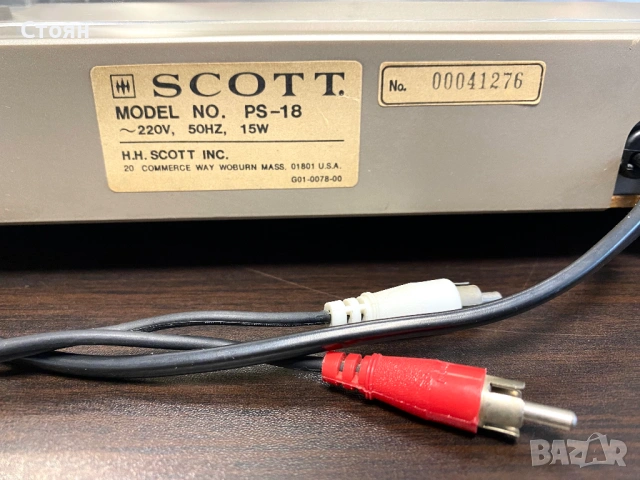 Стоян
SCOTT.
MODEL NO. PS-18
~220V, 50HZ, 15W
H.H. SCOTT INC.
20 COMMERCE WAY WOBURN MASS. 01801 U.S.A.
G01-0078-00
No. 00041276
bazar